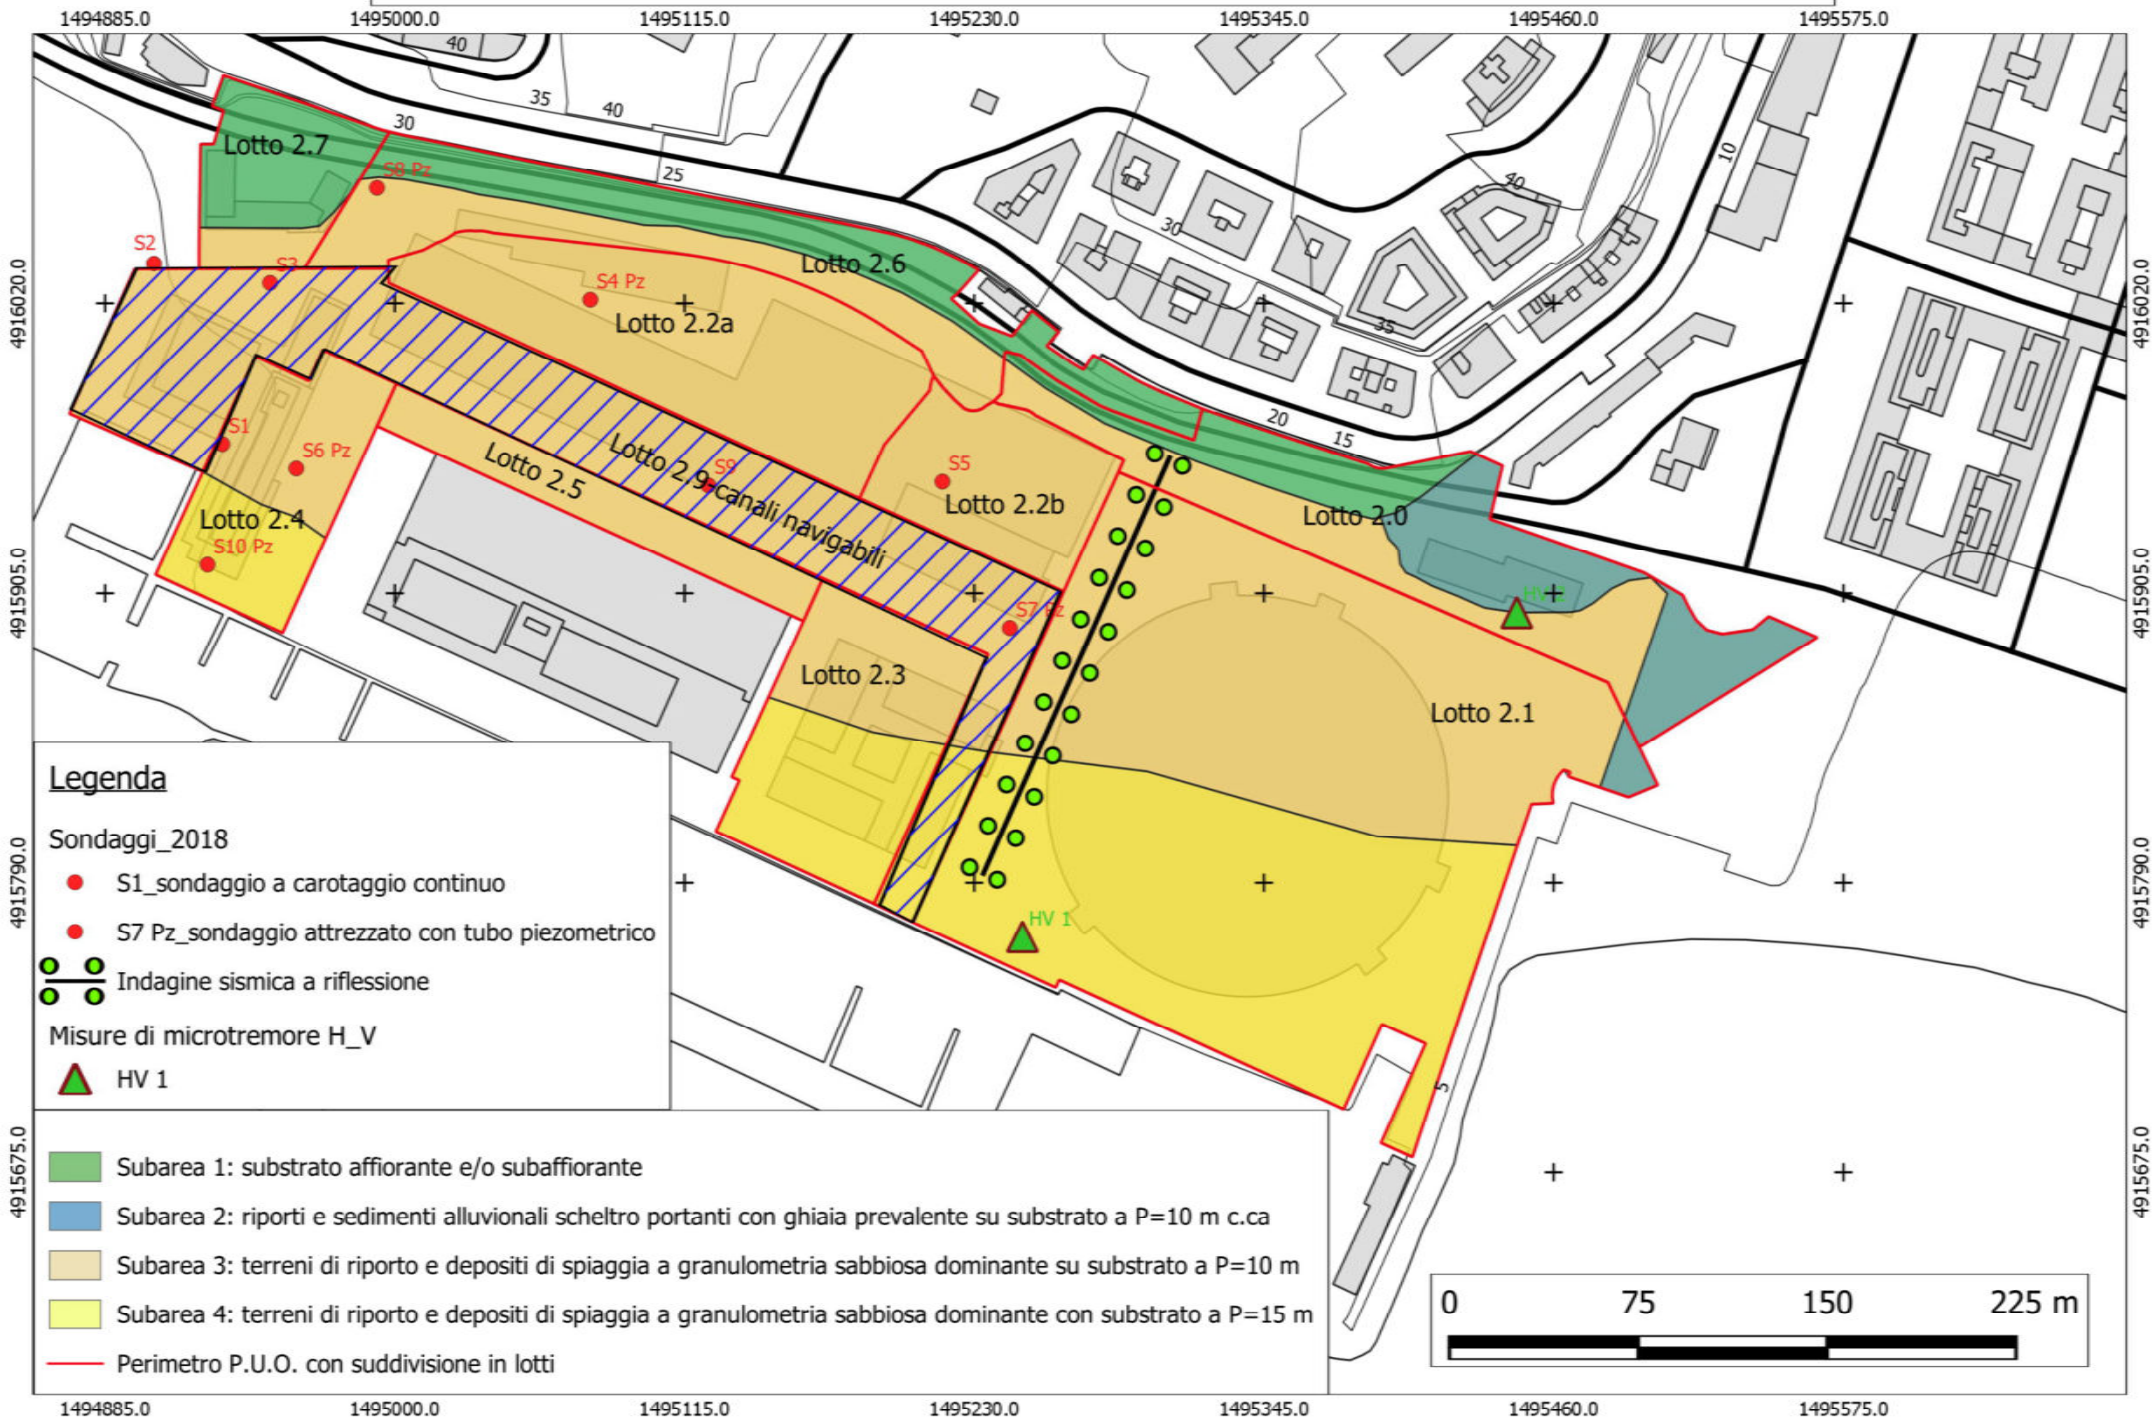 1494885.0 1495000.0 1495115.0 1495230.0 1495345.0 1495460.0 1495575.0
40
35
40
30
25
10
40
30
35
20
15
5
4916020.0
4915905.0
4915790.0
4915675.0
4916020.0
4915905.0
4915790.0
4915675.0
Lotto 2.7
S8 Pz
S2
S3
Lotto 2.6
S4 Pz
Lotto 2.2a
S1
S6 Pz
Lotto 2.5
Lotto 2.9-canali navigabili
S9
S5
Lotto 2.2b
Lotto 2.0
Lotto 2.4
S10 Pz
S7 Pz
HV 2
Lotto 2.3
Lotto 2.1
HV 1
Legenda
Sondaggi_2018
S1_sondaggio a carotaggio continuo
S7 Pz_sondaggio attrezzato con tubo piezometrico
Indagine sismica a riflessione
Misure di microtremore H_V
HV 1
Subarea 1: substrato affiorante e/o subaffiorante
Subarea 2: riporti e sedimenti alluvionali scheltro portanti con ghiaia prevalente su substrato a P=10 m c.ca
Subarea 3: terreni di riporto e depositi di spiaggia a granulometria sabbiosa dominante su substrato a P=10 m
Subarea 4: terreni di riporto e depositi di spiaggia a granulometria sabbiosa dominante con substrato a P=15 m
Perimetro P.U.O. con suddivisione in lotti
0 75 150 225 m
1494885.0 1495000.0 1495115.0 1495230.0 1495345.0 1495460.0 1495575.0